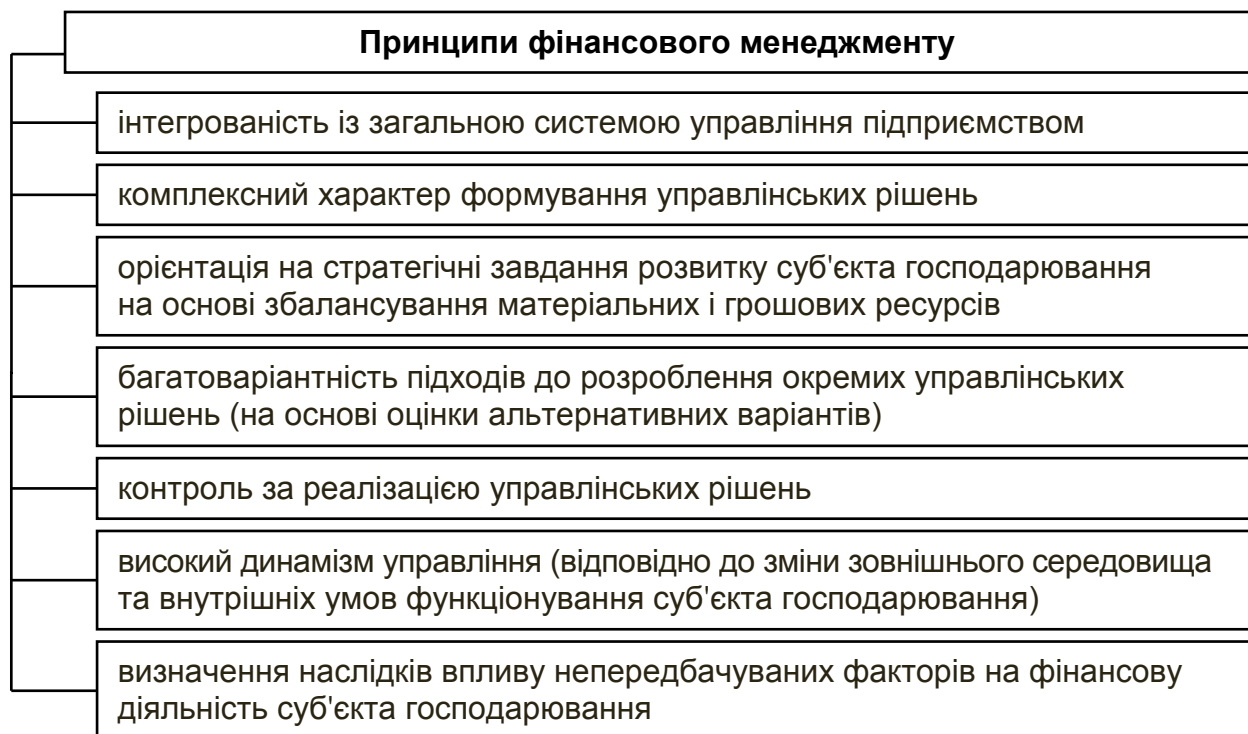 Принципи фінансового менеджменту
інтегрованість із загальною системою управління підприємством
комплексний характер формування управлінських рішень
орієнтація на стратегічні завдання розвитку суб'єкта господарювання
на основі збалансування матеріальних і грошових ресурсів
багатоваріантність підходів до розроблення окремих управлінських
рішень (на основі оцінки альтернативних варіантів)
контроль за реалізацією управлінських рішень
високий динамізм управління (відповідно до зміни зовнішнього середовища
та внутрішніх умов функціонування суб'єкта господарювання)
визначення наслідків впливу непередбачуваних факторів на фінансову
діяльність суб'єкта господарювання